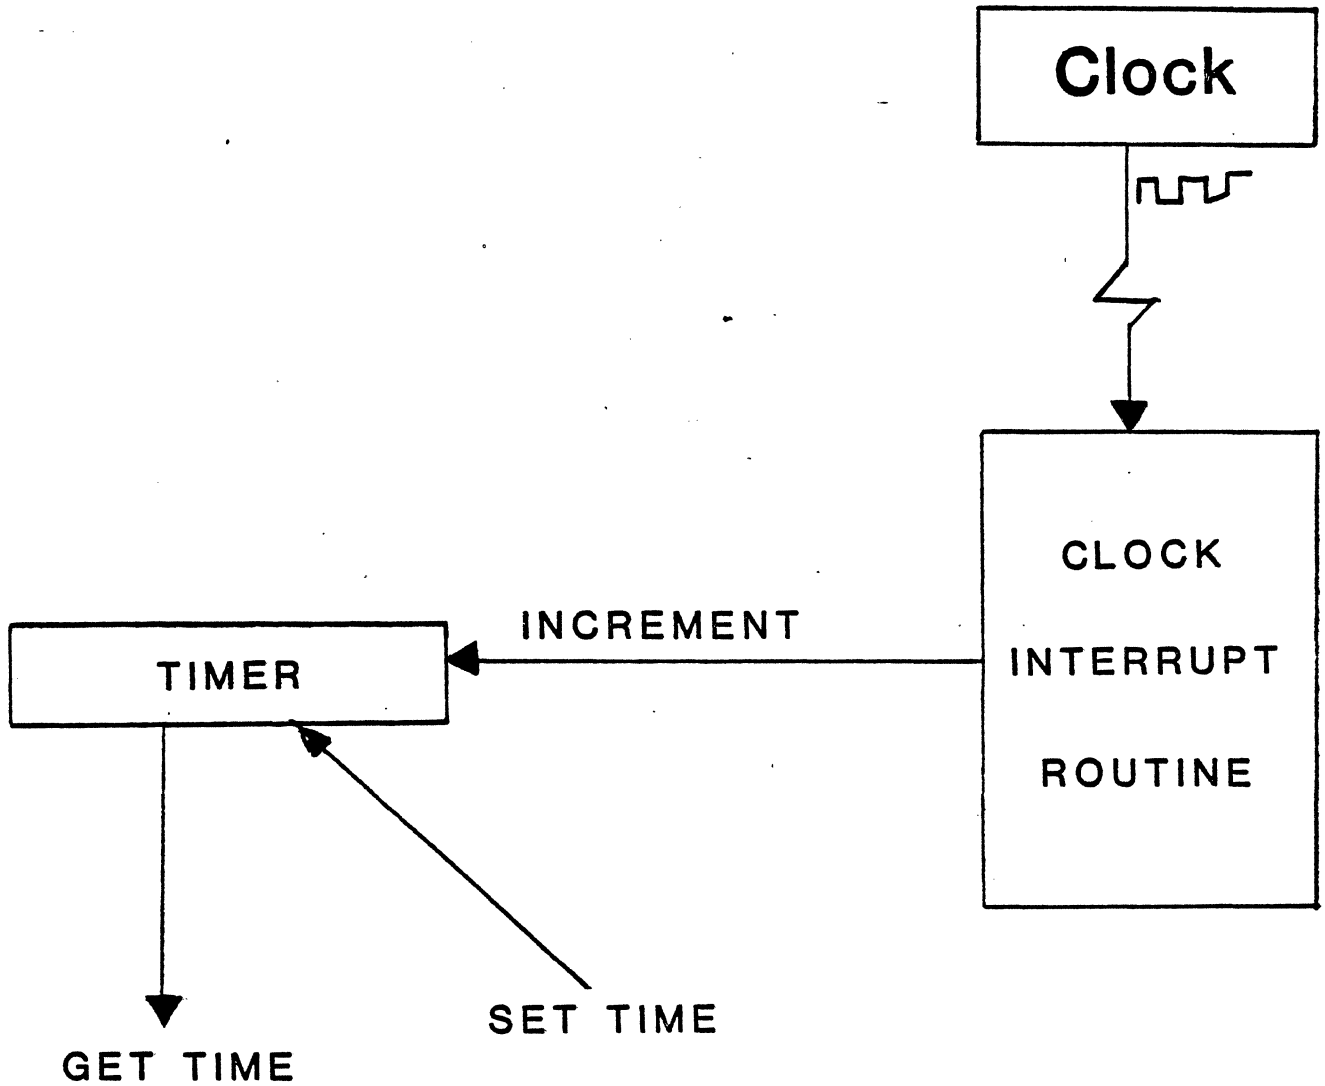 Clock
CLOCK
INTERRUPT
ROUTINE
INCREMENT
TIMER
SET TIME
GET TIME